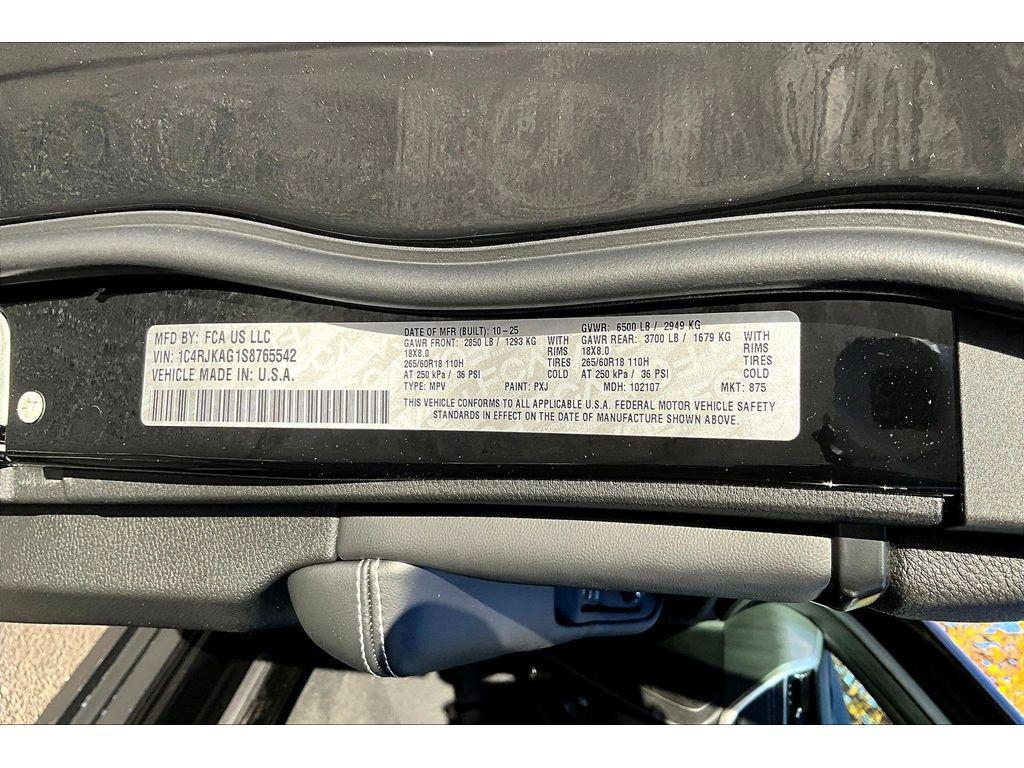 MFD BY: FCA US LLC
VIN: 1C4RJKAG1S8765542
VEHICLE MADE IN: U.S.A.
DATE OF MFR (BUILT): 10-25 GVWR: 6500 LB / 2949 KG
GAWR FRONT: 2850 LB / 1293 KG WITH GAWR REAR: 3700 LB / 1679 KG WITH
18X8.0 RIMS 18X8.0 RIMS
265/60R18 110H TIRES 265/60R18 110H TIRES
AT 250 kPa / 36 PSI COLD AT 250 kPa / 36 PSI COLD
TYPE: MPV PAINT: PXJ MDH: 102107 MKT: 875
THIS VEHICLE CONFORMS TO ALL APPLICABLE U.S.A. FEDERAL MOTOR VEHICLE SAFETY
STANDARDS IN EFFECT ON THE DATE OF MANUFACTURE SHOWN ABOVE.